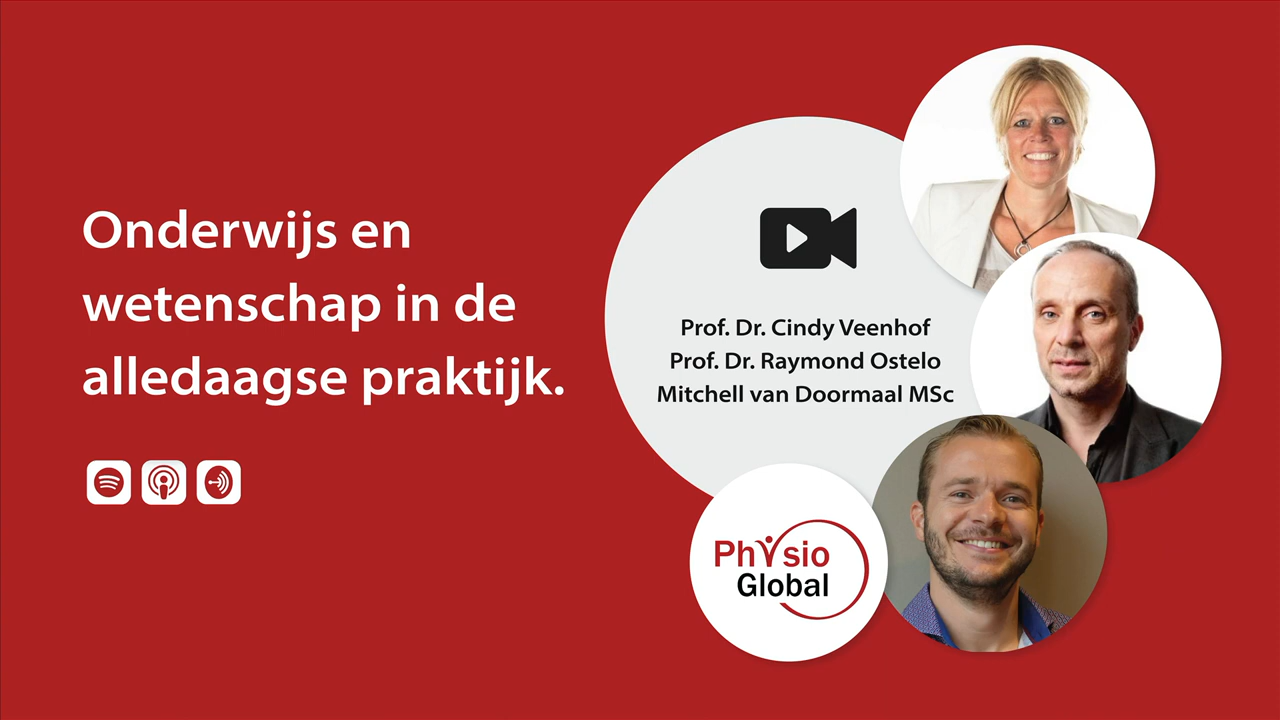 Onderwijs en
wetenschap in de
alledaagse praktijk.
Prof. Dr. Cindy Veenhof
Prof. Dr. Raymond Ostelo
Mitchell van Doormaal MSc
Physio
Global